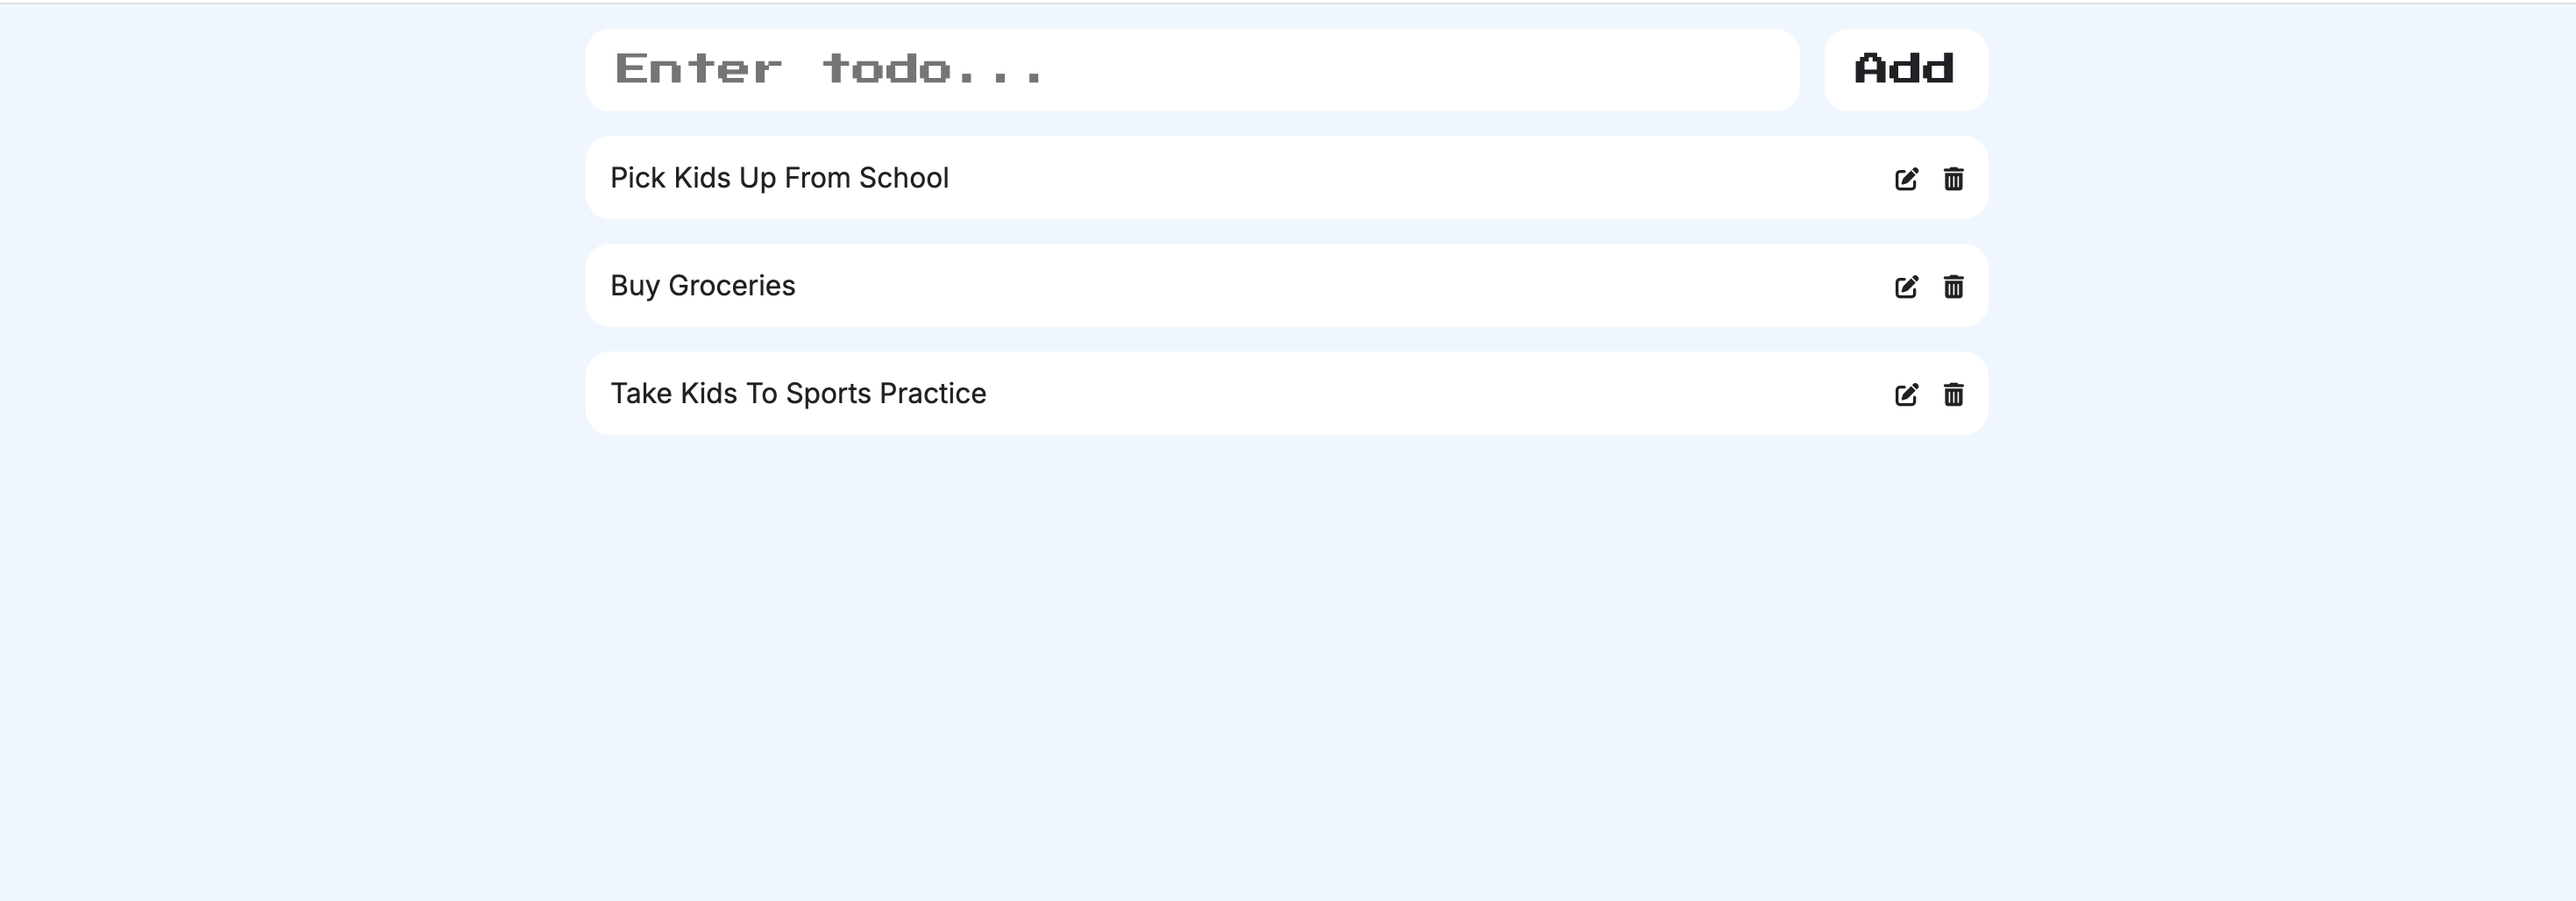 Enter todo... Add
Pick Kids Up From School
Buy Groceries
Take Kids To Sports Practice